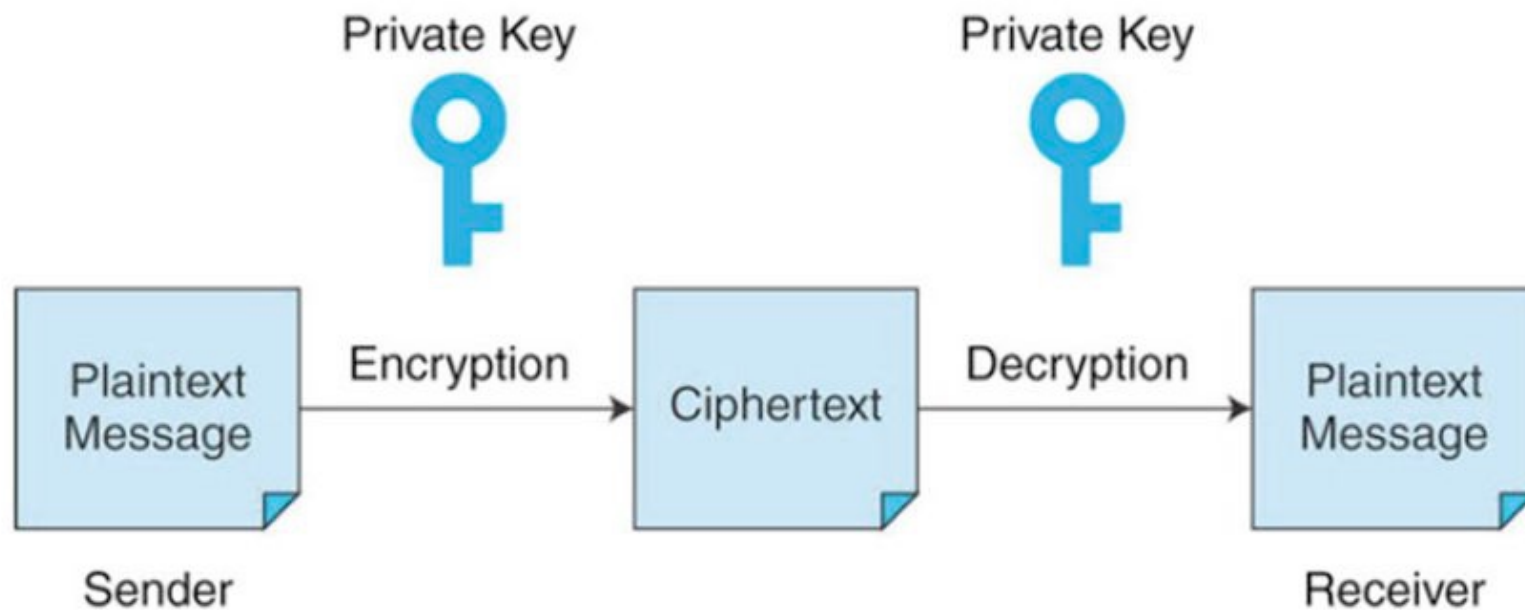 Private Key
Private Key
Plaintext
Message
Encryption
Ciphertext
Decryption
Plaintext
Message
Sender
Receiver